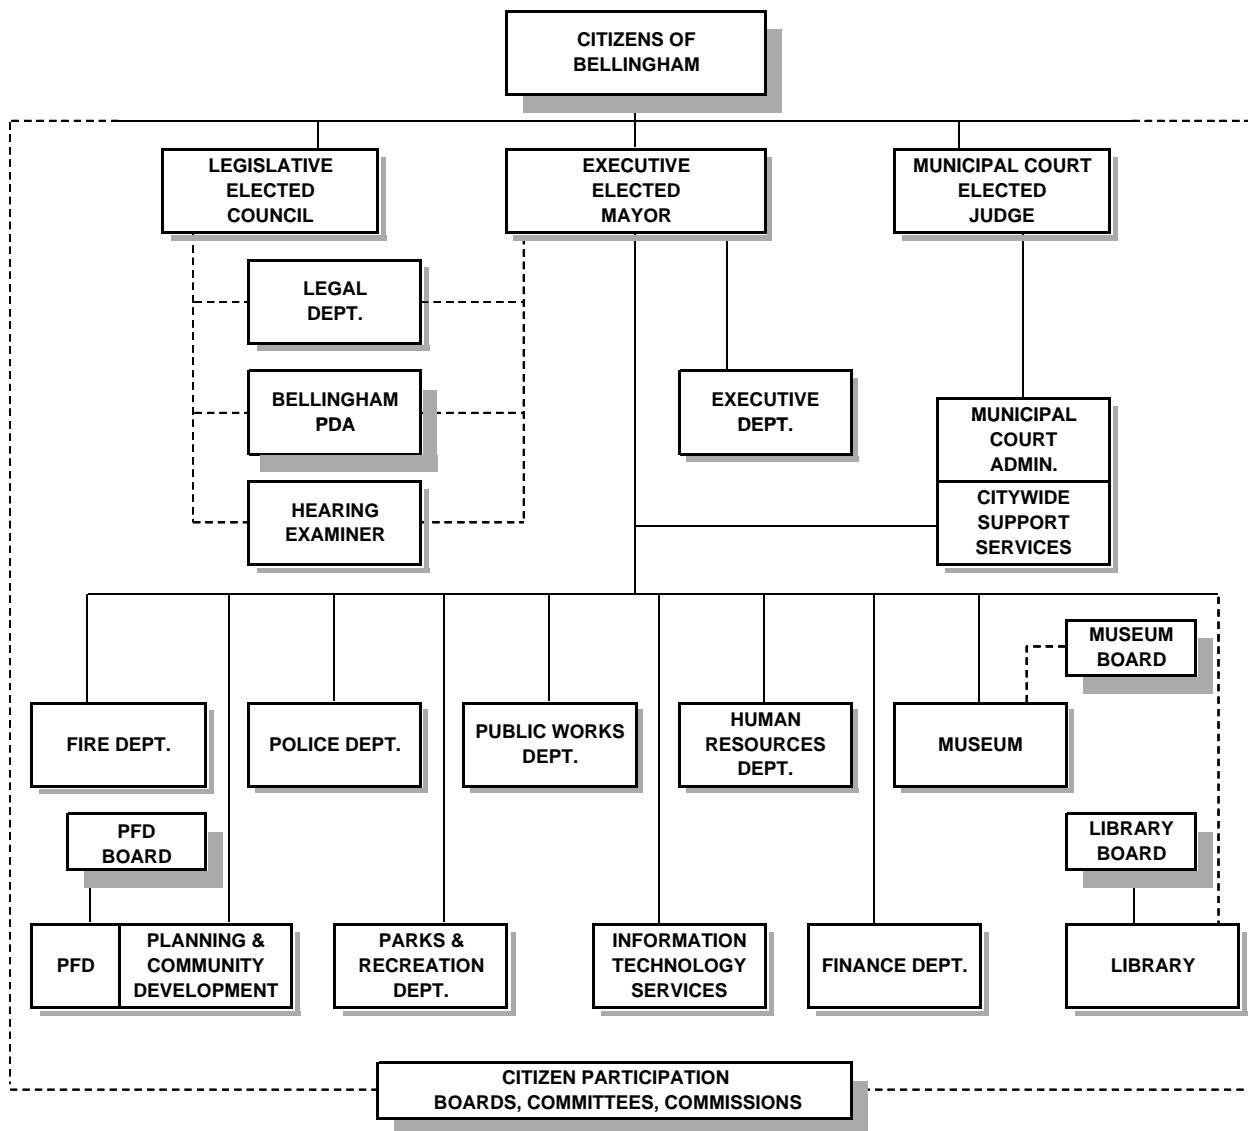 CITIZENS OF
BELLINGHAM
LEGISLATIVE
ELECTED
COUNCIL
EXECUTIVE
ELECTED
MAYOR
MUNICIPAL COURT
ELECTED
JUDGE
LEGAL
DEPT.
BELLINGHAM
PDA
HEARING
EXAMINER
EXECUTIVE
DEPT.
MUNICIPAL
COURT
ADMIN.
CITYWIDE
SUPPORT
SERVICES
MUSEUM
BOARD
FIRE DEPT.
POLICE DEPT.
PUBLIC WORKS
DEPT.
HUMAN
RESOURCES
DEPT.
MUSEUM
PFD
BOARD
LIBRARY
BOARD
PFD
PLANNING &
COMMUNITY
DEVELOPMENT
PARKS &
RECREATION
DEPT.
INFORMATION
TECHNOLOGY
SERVICES
FINANCE DEPT.
LIBRARY
CITIZEN PARTICIPATION
BOARDS, COMMITTEES, COMMISSIONS